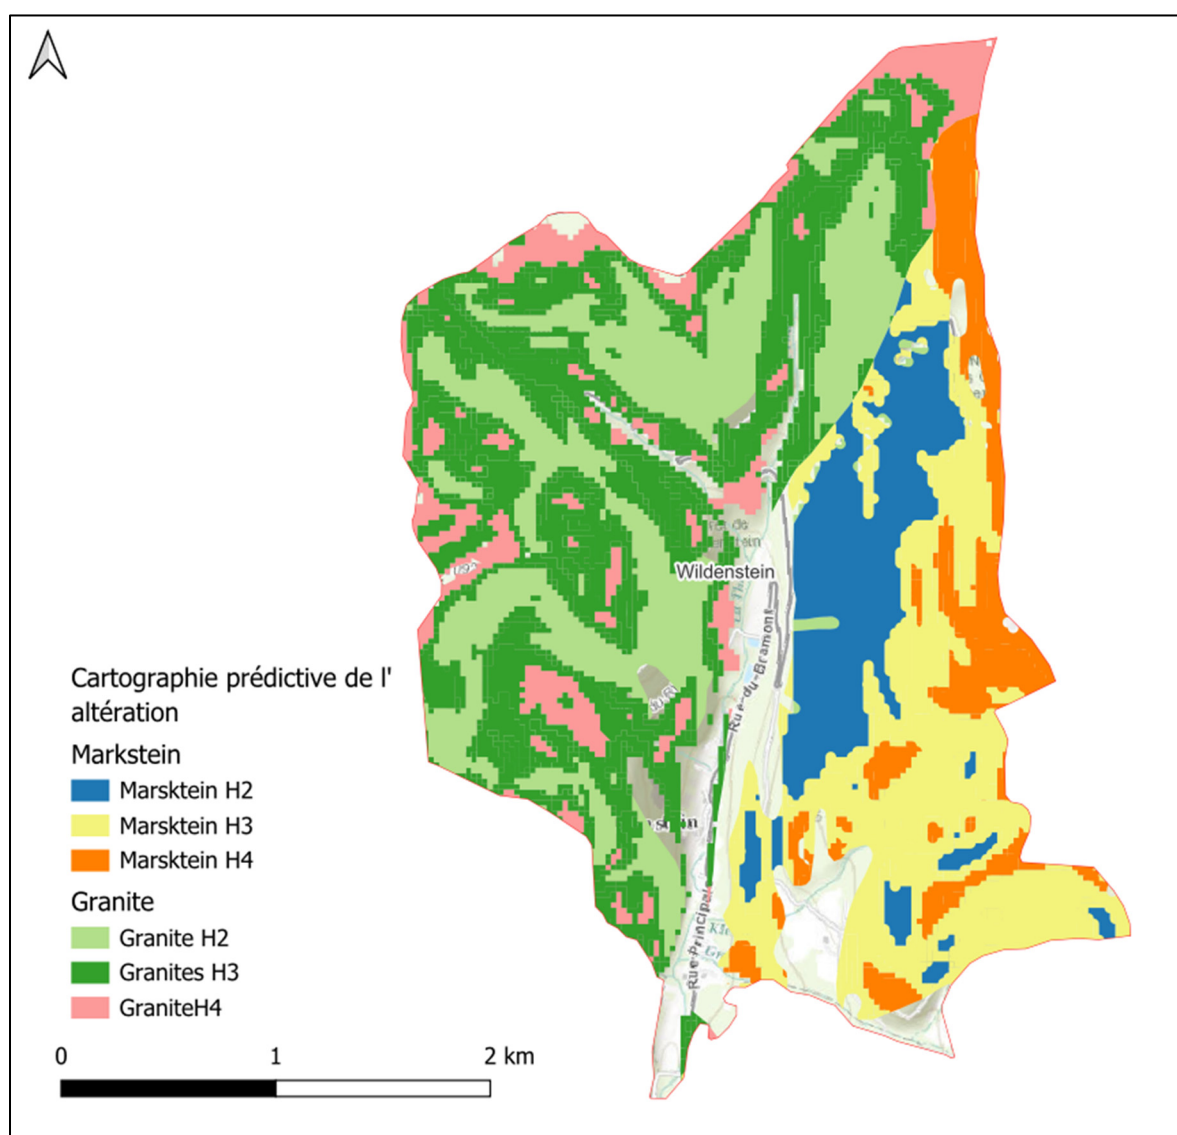 Wildenstein
Rue-du-Bramont
Rue-Principal
Cartographie prédictive de l'
altération
Markstein
Marsktein H2
Marsktein H3
Marsktein H4
Granite
Granite H2
Granites H3
GraniteH4
0 1 2 km